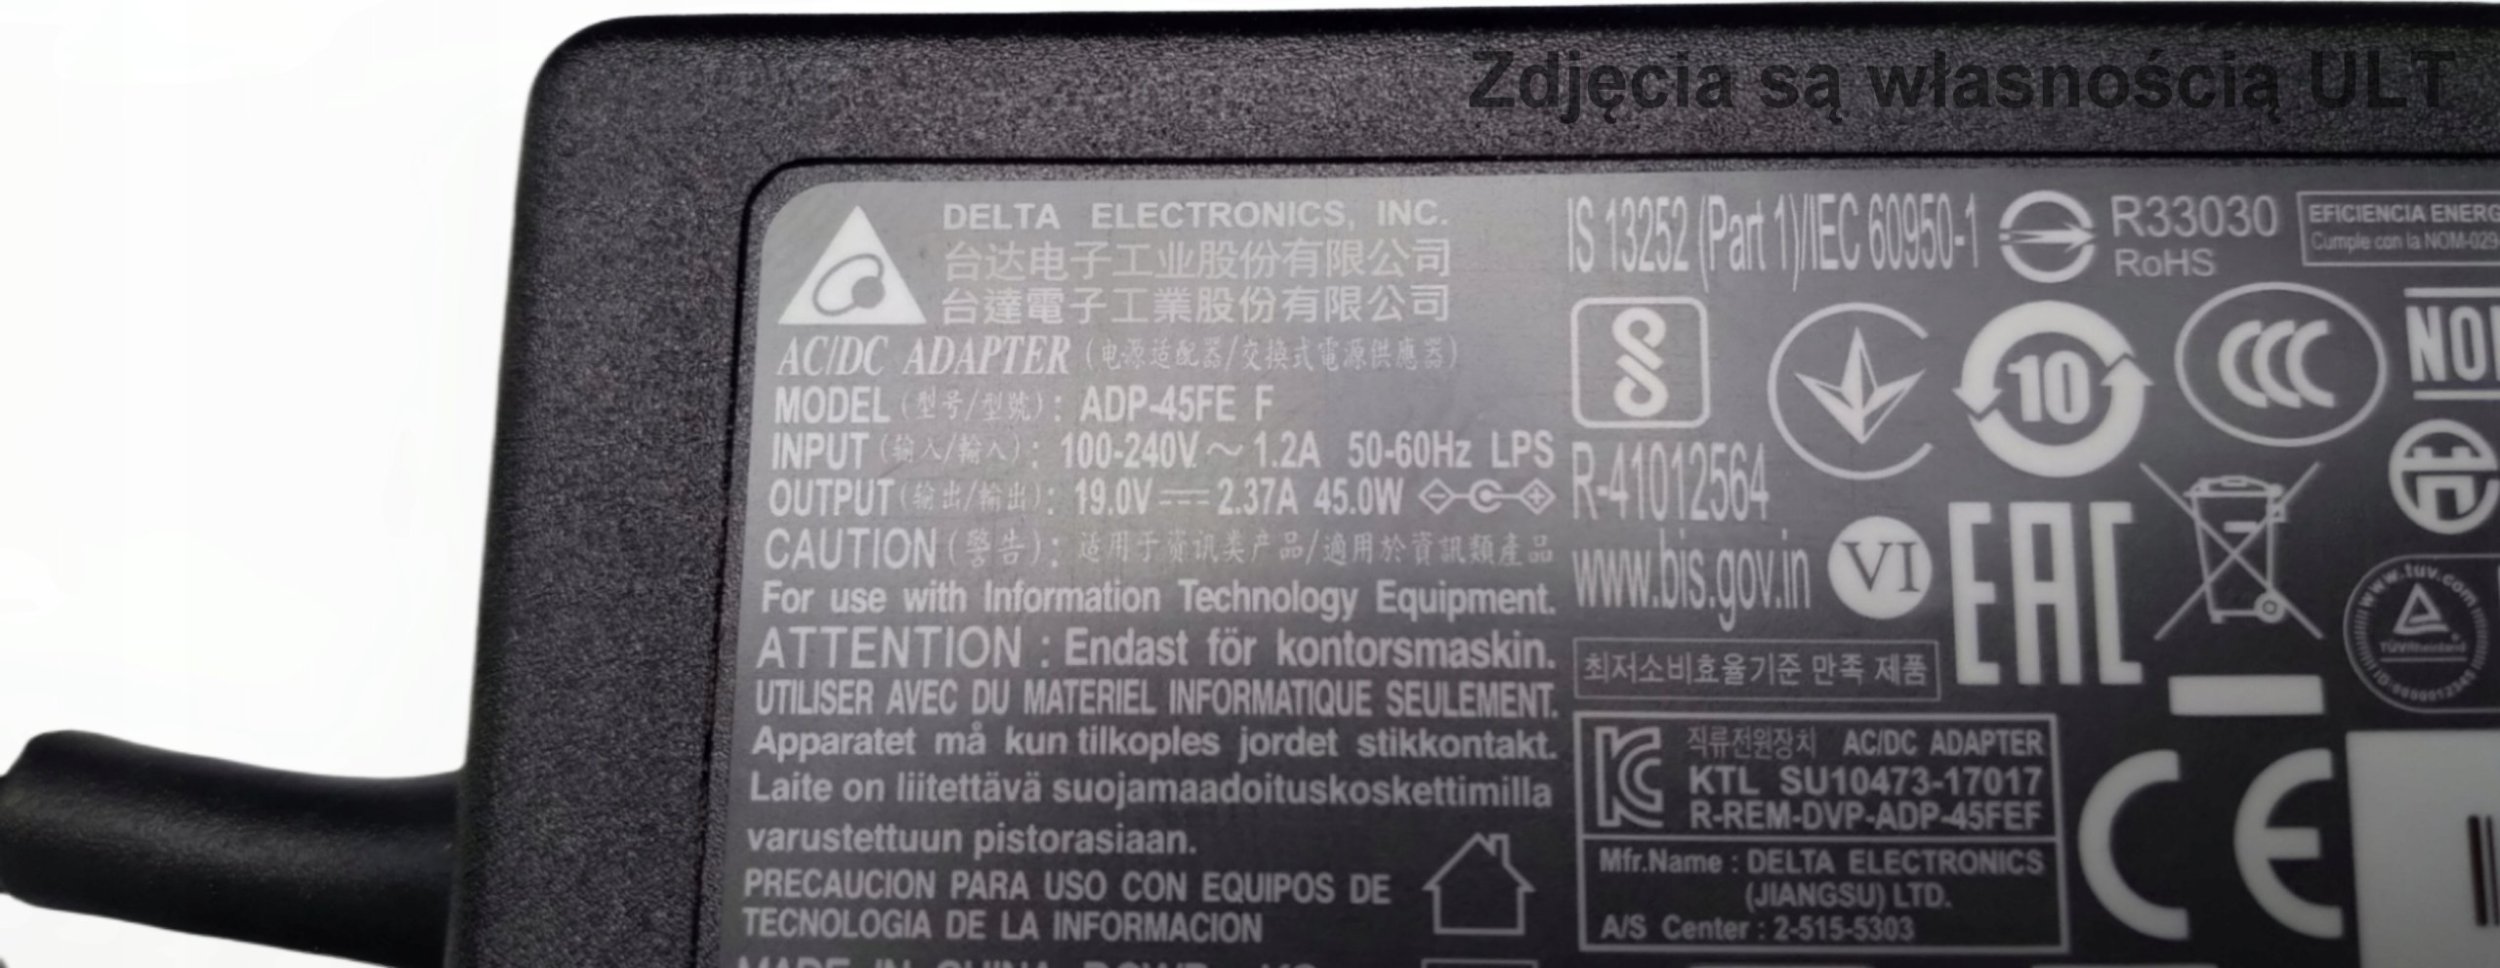 Zdjęcia są własnością ULT
DELTA ELECTRONICS, INC.
台达电子工业股份有限公司
台達電子工業股份有限公司
AC/DC ADAPTER (电源适配器/交換式電源供應器)
MODEL (型号/型號): ADP-45FE F
INPUT (输入/輸入): 100-240V ~ 1.2A 50-60Hz LPS
OUTPUT (输出/輸出): 19.0V ⎓ 2.37A 45.0W
CAUTION (警告): 适用于资讯类产品/適用於資訊類產品
For use with Information Technology Equipment.
ATTENTION : Endast för kontorsmaskin.
UTILISER AVEC DU MATERIEL INFORMATIQUE SEULEMENT.
Apparatet må kun tilkoples jordet stikkontakt.
Laite on liitettävä suojamaadoituskoskettimilla
varustettuun pistorasiaan.
PRECAUCION PARA USO CON EQUIPOS DE
TECNOLOGIA DE LA INFORMACION
MADE IN CHINA
IS 13252 (Part 1)/IEC 60950-1
R-41012564
www.bis.gov.in
VI
최저소비효율기준 만족 제품
직류전원장치 AC/DC ADAPTER
KTL SU10473-17017
R-REM-DVP-ADP-45FEF
Mfr.Name : DELTA ELECTRONICS
(JIANGSU) LTD.
A/S Center : 2-515-5303
R33030
RoHS
EFICIENCIA ENERG
Cumple con la NOM-029
10
CCC
NOM
EAC
www.tuv.com
TÜVRheinland
CE